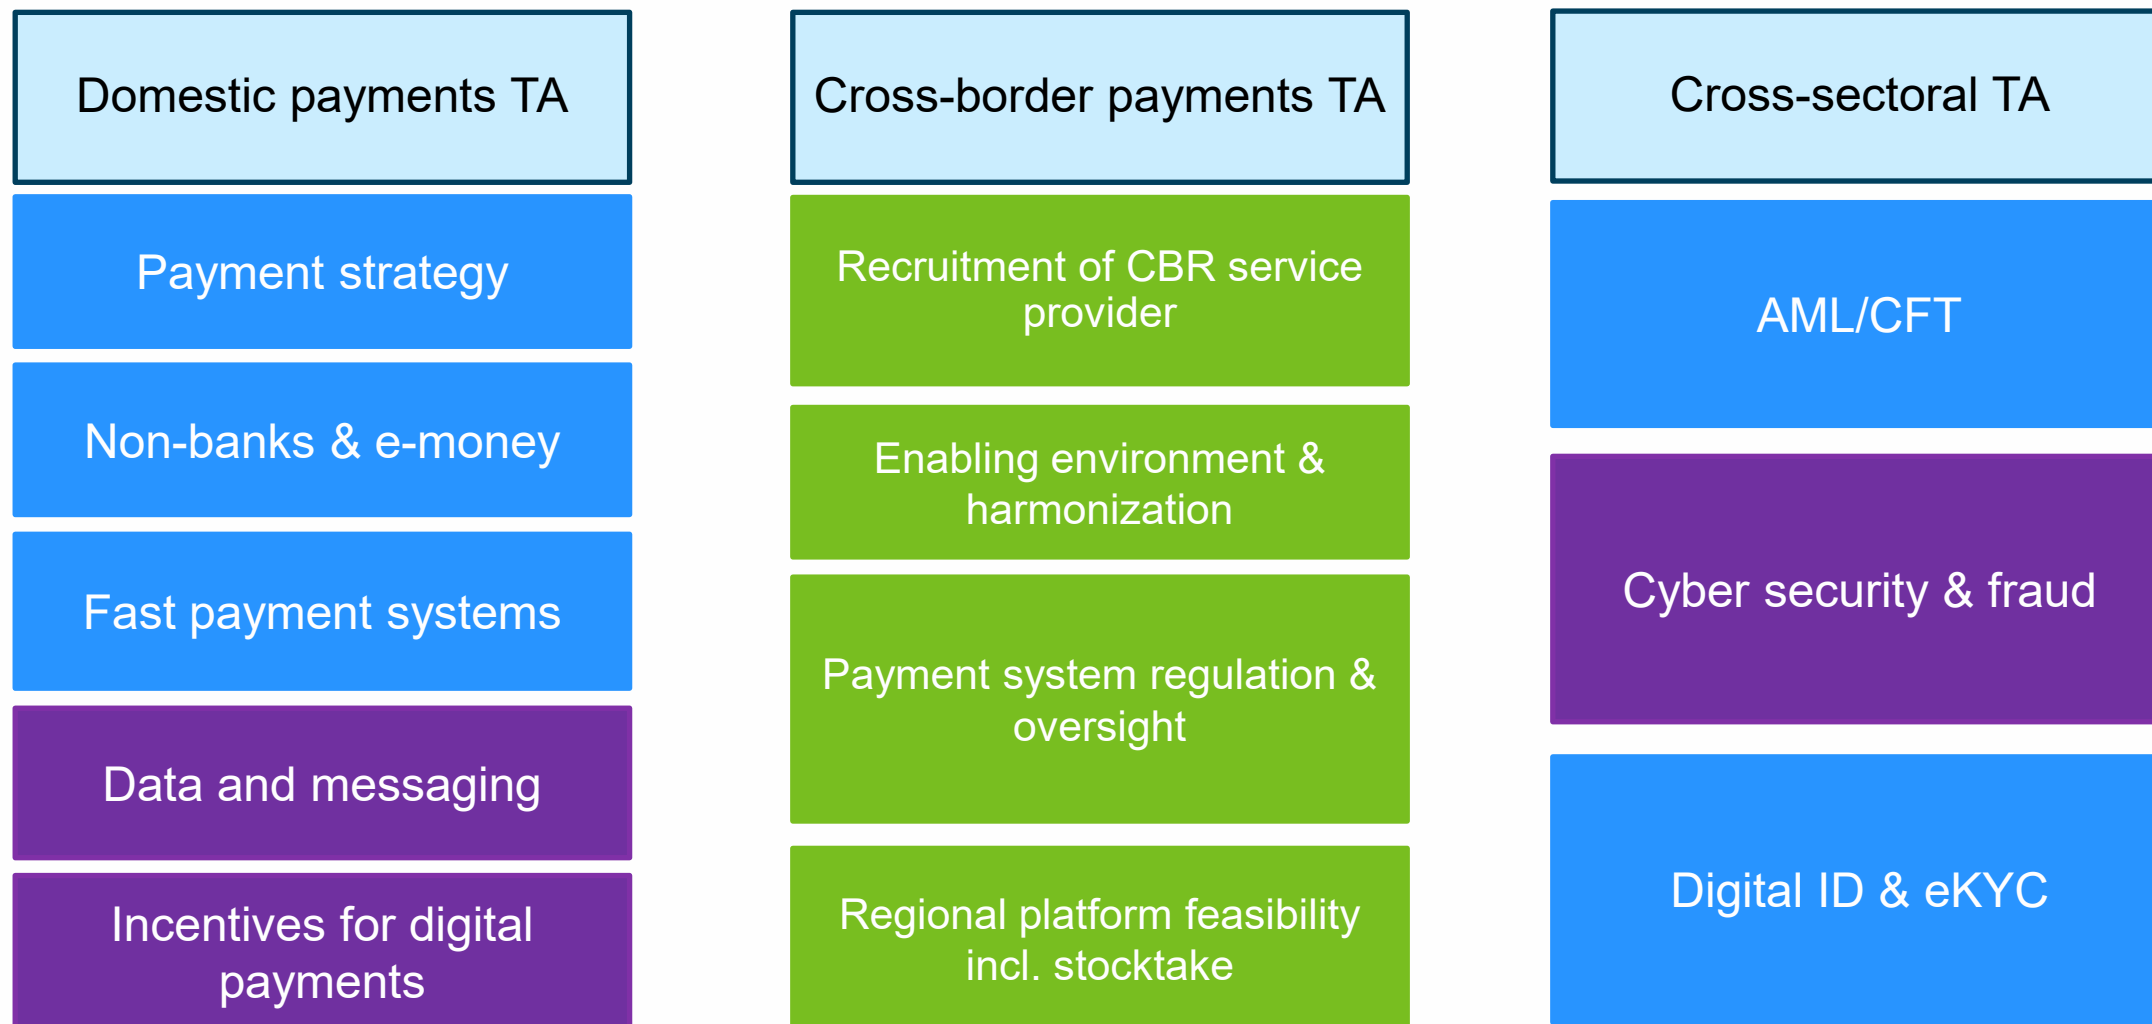 Domestic payments TA
Payment strategy
Non-banks & e-money
Fast payment systems
Data and messaging
Incentives for digital
payments
Cross-border payments TA
Recruitment of CBR service
provider
Enabling environment &
harmonization
Payment system regulation &
oversight
Regional platform feasibility
incl. stocktake
Cross-sectoral TA
AML/CFT
Cyber security & fraud
Digital ID & eKYC